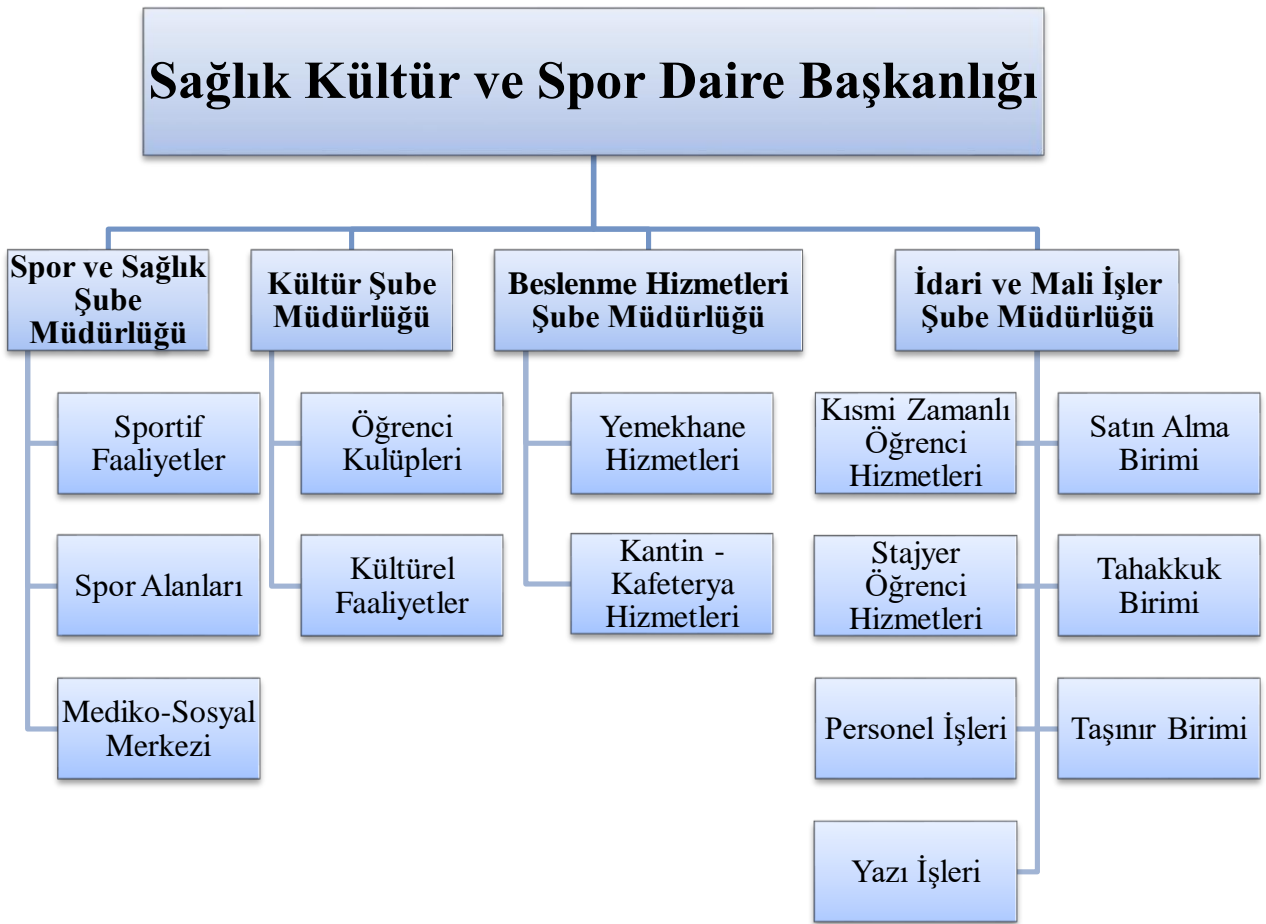 Sağlık Kültür ve Spor Daire Başkanlığı
Spor ve Sağlık
Şube
Müdürlüğü
Sportif
Faaliyetler
Spor Alanları
Mediko-Sosyal
Merkezi
Kültür Şube
Müdürlüğü
Öğrenci
Kulüpleri
Kültürel
Faaliyetler
Beslenme Hizmetleri
Şube Müdürlüğü
Yemekhane
Hizmetleri
Kantin -
Kafeterya
Hizmetleri
İdari ve Mali İşler
Şube Müdürlüğü
Kısmi Zamanlı
Öğrenci
Hizmetleri
Satın Alma
Birimi
Stajyer
Öğrenci
Hizmetleri
Tahakkuk
Birimi
Personel İşleri
Taşınır Birimi
Yazı İşleri